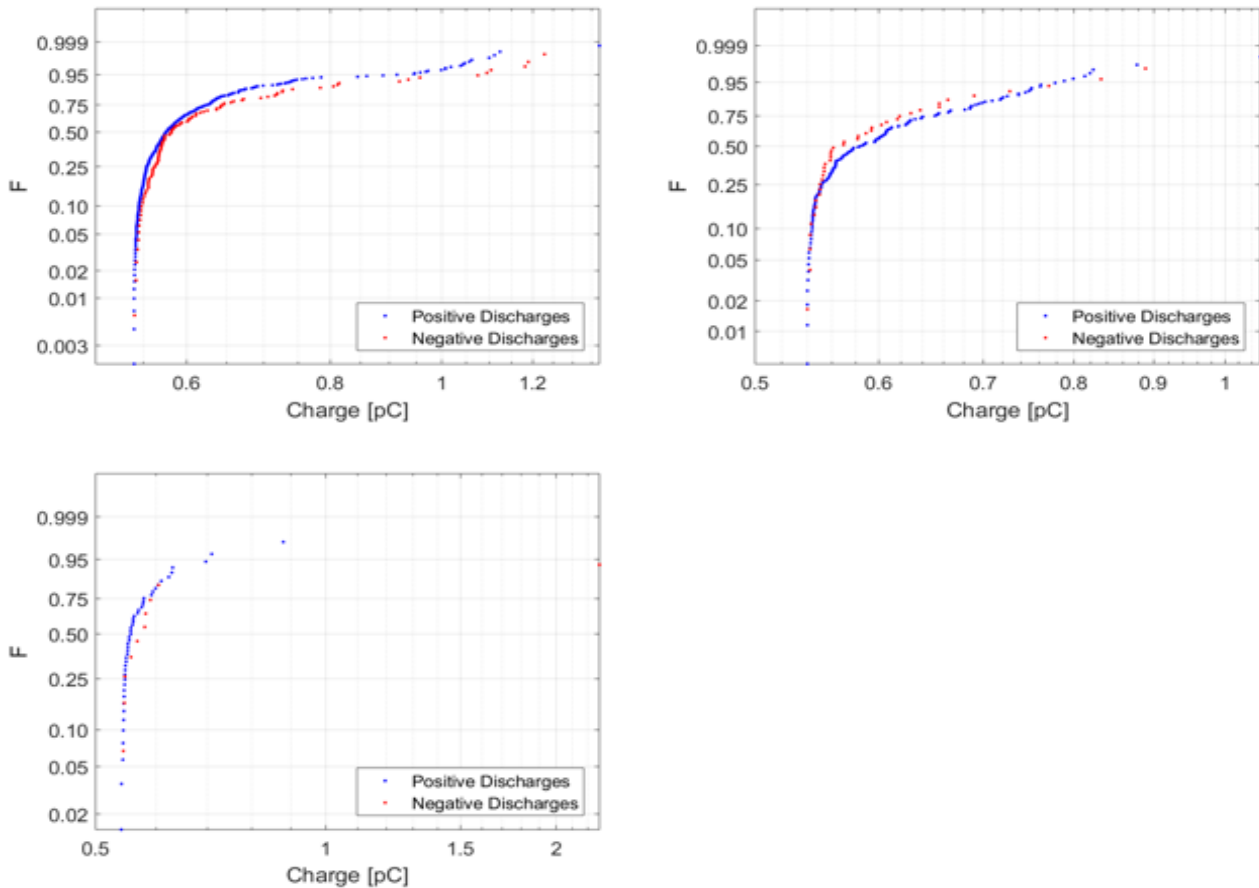 0.999
0.95
0.75
0.50
0.25
0.10
0.05
0.02
0.01
0.003
F
Positive Discharges
Negative Discharges
0.6 0.8 1 1.2
Charge [pC]
0.999
0.95
0.75
0.50
0.25
0.10
0.05
0.02
0.01
F
Positive Discharges
Negative Discharges
0.5 0.6 0.7 0.8 0.9 1
Charge [pC]
0.999
0.95
0.75
0.50
0.25
0.10
0.05
0.02
F
Positive Discharges
Negative Discharges
0.5 1 1.5 2
Charge [pC]